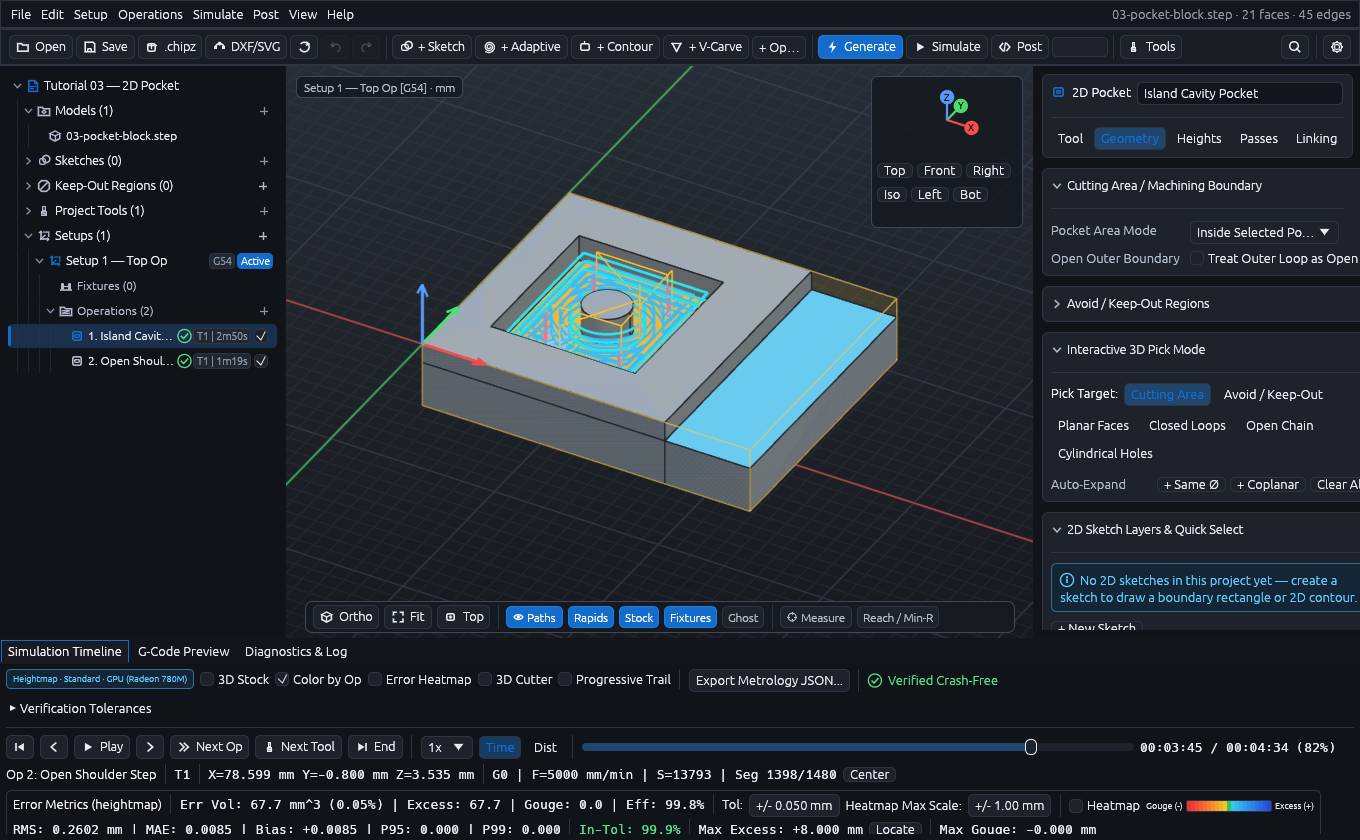 File Edit Setup Operations Simulate Post View Help 03-pocket-block.step · 21 faces · 45 edges
Open Save .chipz DXF/SVG + Sketch + Adaptive + Contour + V-Carve + Op... Generate Simulate Post Tools
Tutorial 03 — 2D Pocket
Models (1) +
03-pocket-block.step
Sketches (0) +
Keep-Out Regions (0) +
Project Tools (1) +
Setups (1) +
Setup 1 — Top Op G54 Active
Fixtures (0)
Operations (2) +
1. Island Cavit... T1 | 2m50s
2. Open Shoul... T1 | 1m19s
Setup 1 — Top Op [G54] · mm
Z
Y
X
Top Front Right
Iso Left Bot
Ortho Fit Top Paths Rapids Stock Fixtures Ghost Measure Reach / Min-R
2D Pocket Island Cavity Pocket
Tool Geometry Heights Passes Linking
Cutting Area / Machining Boundary
Pocket Area Mode Inside Selected Po...
Open Outer Boundary Treat Outer Loop as Open
Avoid / Keep-Out Regions
Interactive 3D Pick Mode
Pick Target: Cutting Area Avoid / Keep-Out
Planar Faces Closed Loops Open Chain
Cylindrical Holes
Auto-Expand + Same Ø + Coplanar Clear Al
2D Sketch Layers & Quick Select
No 2D sketches in this project yet — create a
sketch to draw a boundary rectangle or 2D contour.
+ New Sketch
Simulation Timeline G-Code Preview Diagnostics & Log
Heightmap · Standard · GPU (Radeon 780M) 3D Stock Color by Op Error Heatmap 3D Cutter Progressive Trail Export Metrology JSON... Verified Crash-Free
Verification Tolerances
Play Next Op Next Tool End 1x Time Dist 00:03:45 / 00:04:34 (82%)
Op 2: Open Shoulder Step T1 X=78.599 mm Y=-0.800 mm Z=3.535 mm G0 | F=5000 mm/min | S=13793 | Seg 1398/1480 Center
Error Metrics (heightmap) Err Vol: 67.7 mm^3 (0.05%) | Excess: 67.7 | Gouge: 0.0 | Eff: 99.8% Tol: +/- 0.050 mm Heatmap Max Scale: +/- 1.00 mm Heatmap Gouge (-) Excess (+)
RMS: 0.2602 mm | MAE: 0.0085 | Bias: +0.0085 | P95: 0.000 | P99: 0.000 In-Tol: 99.9% Max Excess: +8.000 mm Locate Max Gouge: -0.000 mm